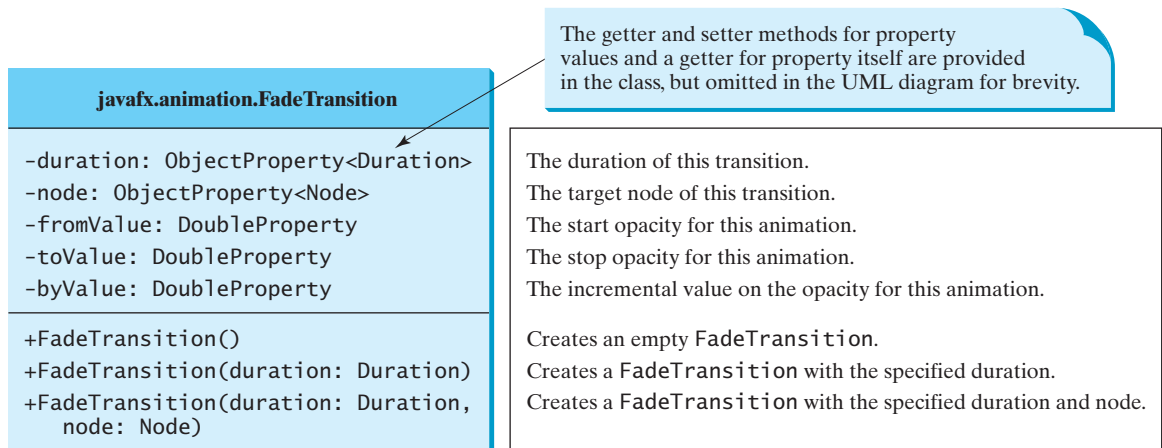 The getter and setter methods for property
values and a getter for property itself are provided
in the class, but omitted in the UML diagram for brevity.
javafx.animation.FadeTransition
-duration: ObjectProperty<Duration>
The duration of this transition.
-node: ObjectProperty<Node>
The target node of this transition.
-fromValue: DoubleProperty
The start opacity for this animation.
-toValue: DoubleProperty
The stop opacity for this animation.
-byValue: DoubleProperty
The incremental value on the opacity for this animation.
+FadeTransition()
Creates an empty FadeTransition.
+FadeTransition(duration: Duration)
Creates a FadeTransition with the specified duration.
+FadeTransition(duration: Duration,
node: Node)
Creates a FadeTransition with the specified duration and node.